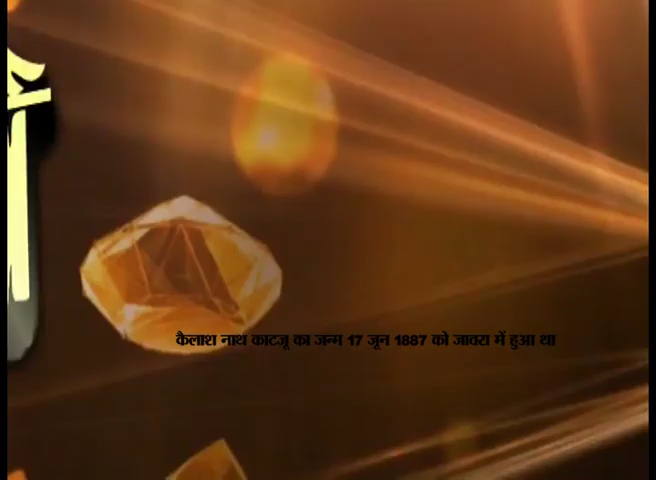 कैलाश नाथ काटजू का जन्म 17 जून 1887 को जावरा में हुआ था